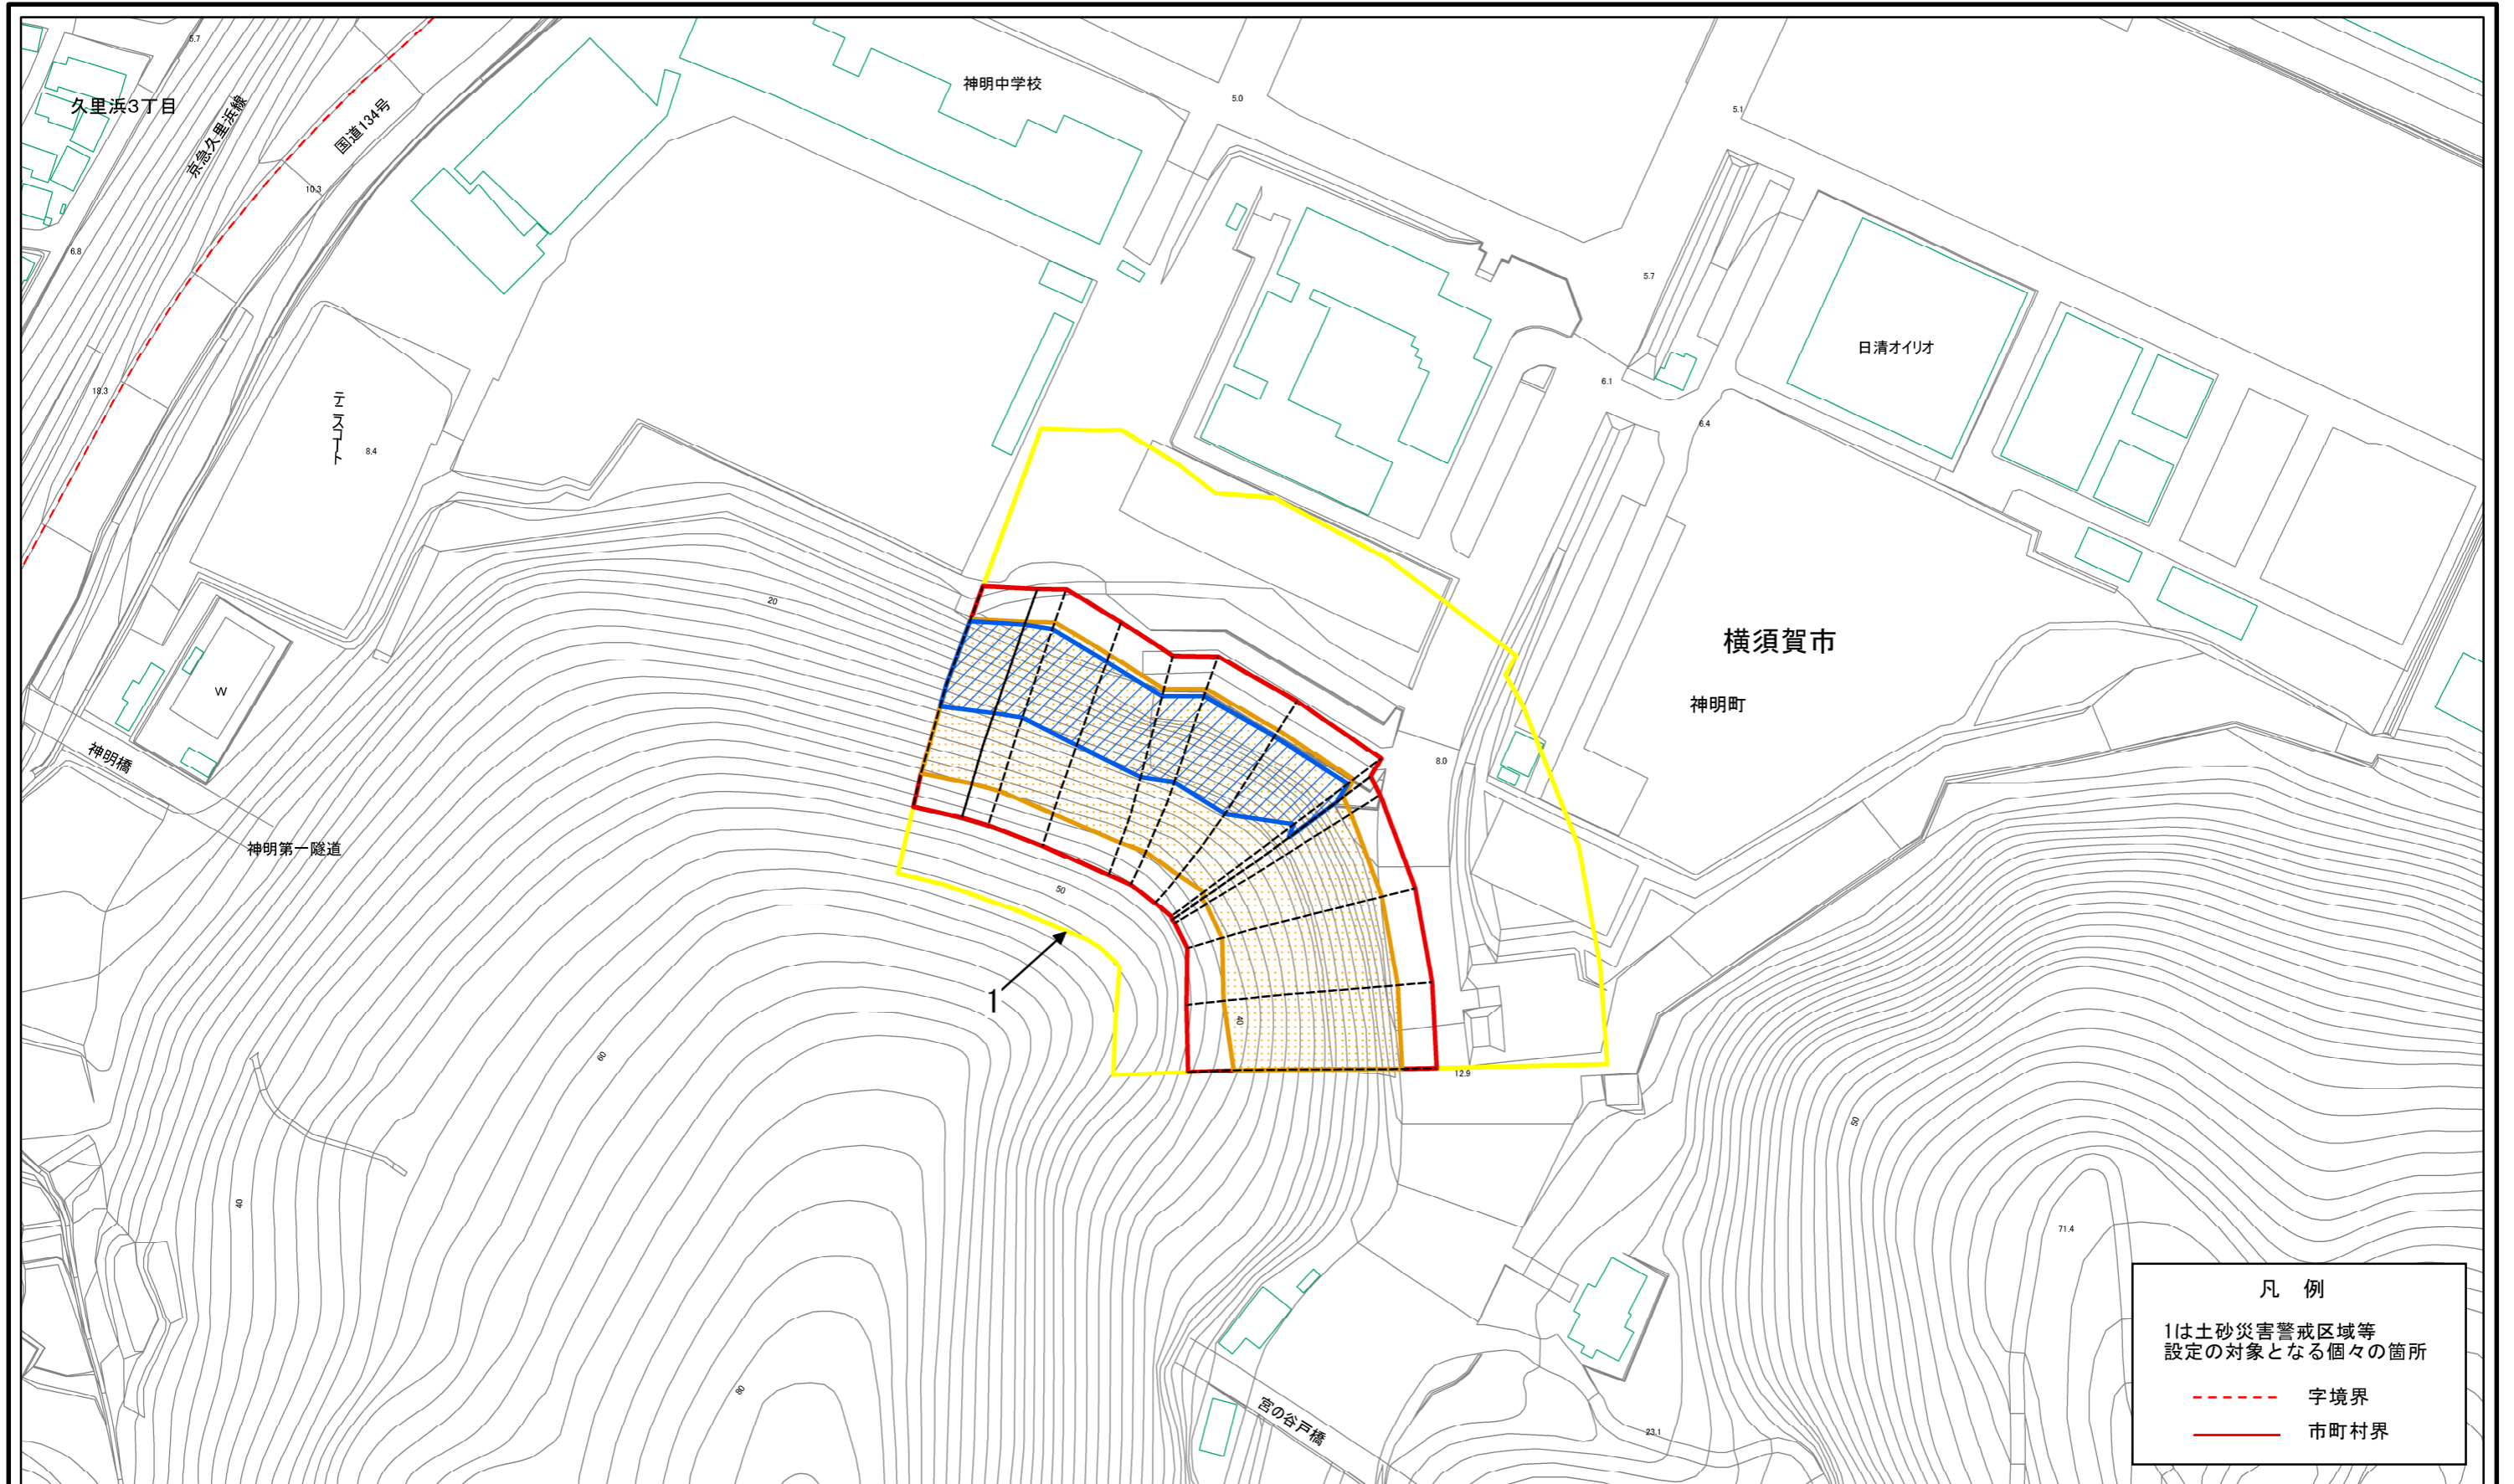 5.7
久里浜3丁目
京急久里浜線
国道134号
神明中学校
5.0
5.1
10.3
6.8
5.7
18.3
テニスコート
8.4
日清オイリオ
6.1
6.4
20
横須賀市
神明町
W
神明橋
8.0
神明第一隧道
50
1
40
60
12.9
50
40
71.4
80
宮の谷戸橋
23.1
凡 例
1は土砂災害警戒区域等
設定の対象となる個々の箇所
字境界
市町村界